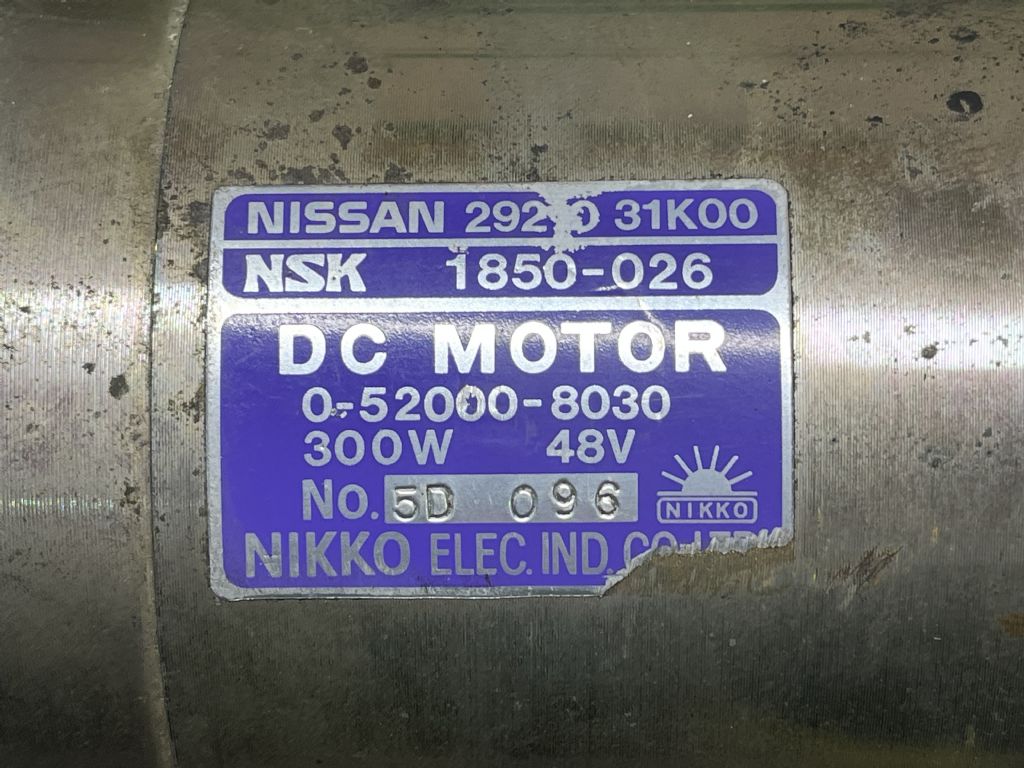 NISSAN 31K00
NSK 1850-026
DC MOTOR
0-52000-8030
300W 48V
No. 5D 096
NIKKO
NIKKO ELEC. IND.